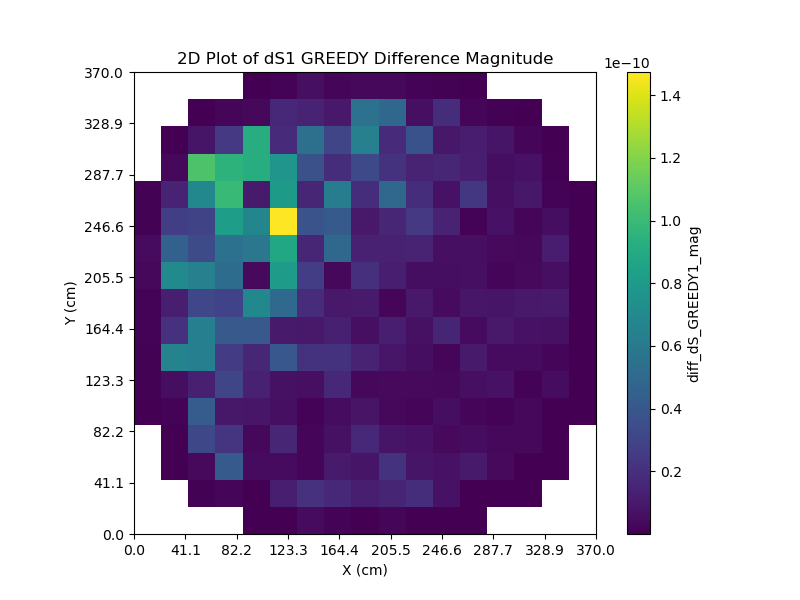 2D Plot of dS1 GREEDY Difference Magnitude
1e−10
370.0
328.9
287.7
246.6
205.5
164.4
123.3
82.2
41.1
0.0
Y (cm)
0.0 41.1 82.2 123.3 164.4 205.5 246.6 287.7 328.9 370.0
X (cm)
1.4
1.2
1.0
0.8
0.6
0.4
0.2
diff_dS_GREEDY1_mag